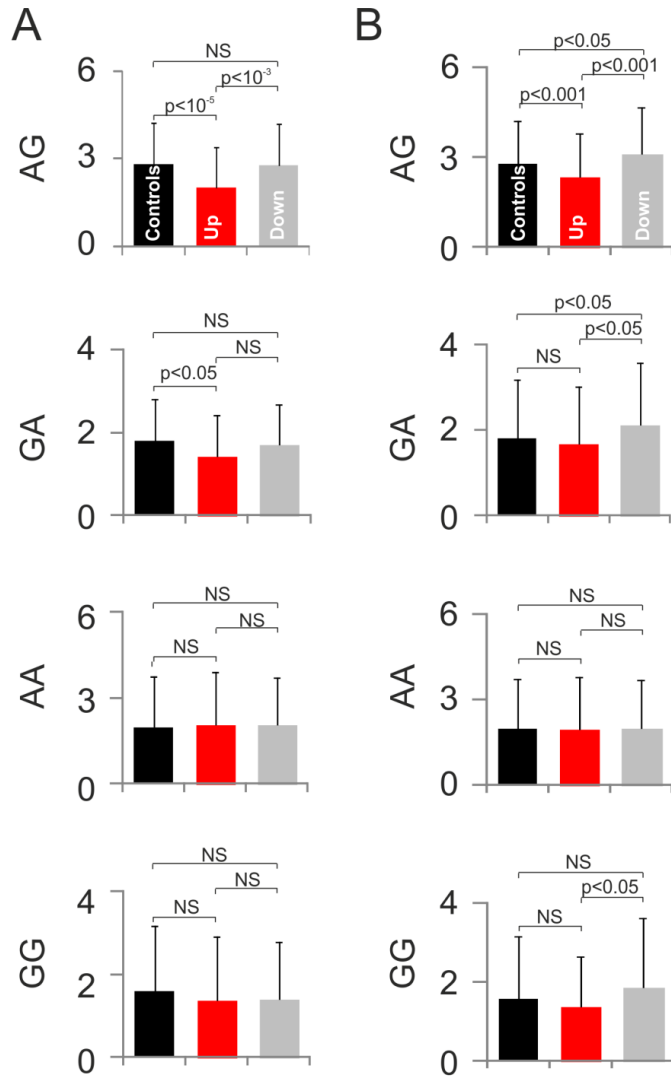 A
AG
6
3
0
NS
p<10⁻³
p<10⁻⁵
Controls
Up
Down
GA
4
2
0
NS
NS
p<0.05
AA
6
3
0
NS
NS
NS
GG
4
2
0
NS
NS
NS
B
AG
6
3
0
p<0.05
p<0.001
p<0.001
Controls
Up
Down
GA
4
2
0
p<0.05
p<0.05
NS
AA
6
3
0
NS
NS
NS
GG
4
2
0
NS
p<0.05
NS